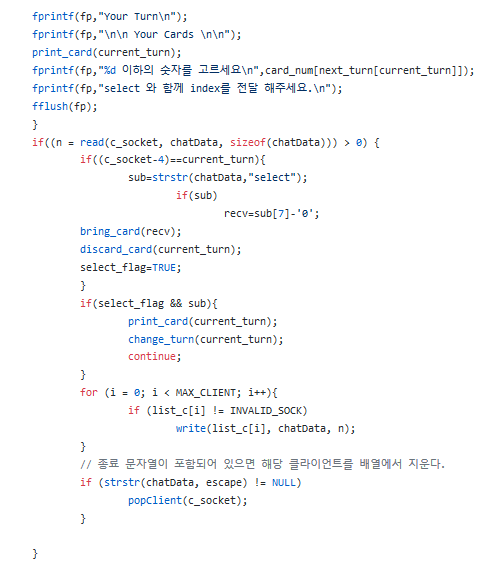 fprintf(fp,"Your Turn\n");
fprintf(fp,"\n\n Your Cards \n\n");
print_card(current_turn);
fprintf(fp,"%d 이하의 숫자를 고르세요\n",card_num[next_turn[current_turn]]);
fprintf(fp,"select 와 함께 index를 전달 해주세요.\n");
fflush(fp);
}
if((n = read(c_socket, chatData, sizeof(chatData))) > 0) {
if((c_socket-4)==current_turn){
sub=strstr(chatData,"select");
if(sub)
recv=sub[7]-'0';
bring_card(recv);
discard_card(current_turn);
select_flag=TRUE;
}
if(select_flag && sub){
print_card(current_turn);
change_turn(current_turn);
continue;
}
for (i = 0; i < MAX_CLIENT; i++){
if (list_c[i] != INVALID_SOCK)
write(list_c[i], chatData, n);
}
// 종료 문자열이 포함되어 있으면 해당 클라이언트를 배열에서 지운다.
if (strstr(chatData, escape) != NULL)
popClient(c_socket);
}
}